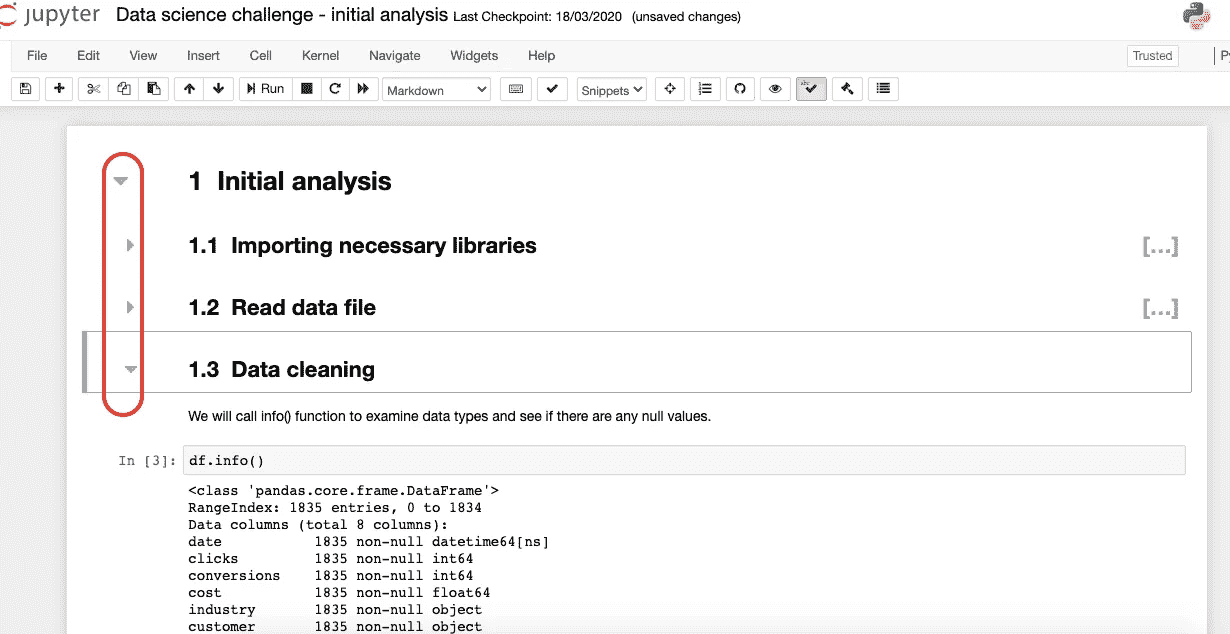 jupyter Data science challenge - initial analysis Last Checkpoint: 18/03/2020 (unsaved changes)
File Edit View Insert Cell Kernel Navigate Widgets Help Trusted
Run Markdown Snippets
1 Initial analysis
1.1 Importing necessary libraries [...]
1.2 Read data file [...]
1.3 Data cleaning
We will call info() function to examine data types and see if there are any null values.
In [3]: df.info()
<class 'pandas.core.frame.DataFrame'>
RangeIndex: 1835 entries, 0 to 1834
Data columns (total 8 columns):
date 1835 non-null datetime64[ns]
clicks 1835 non-null int64
conversions 1835 non-null int64
cost 1835 non-null float64
industry 1835 non-null object
customer 1835 non-null object